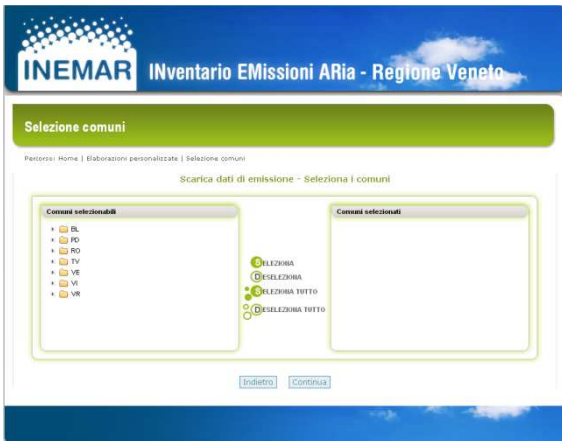 INEMAR
INventario EMissioni ARia - Regione Veneto
Selezione comuni
Percorso: Home | Elaborazioni personalizzate | Selezione comuni
Scarica dati di emissione - Seleziona i comuni
Comuni selezionabili
BL
PD
RO
TV
VE
VI
VR
SELEZIONA
DESELEZIONA
SELEZIONA TUTTO
DESELEZIONA TUTTO
Comuni selezionati
Indietro
Continua